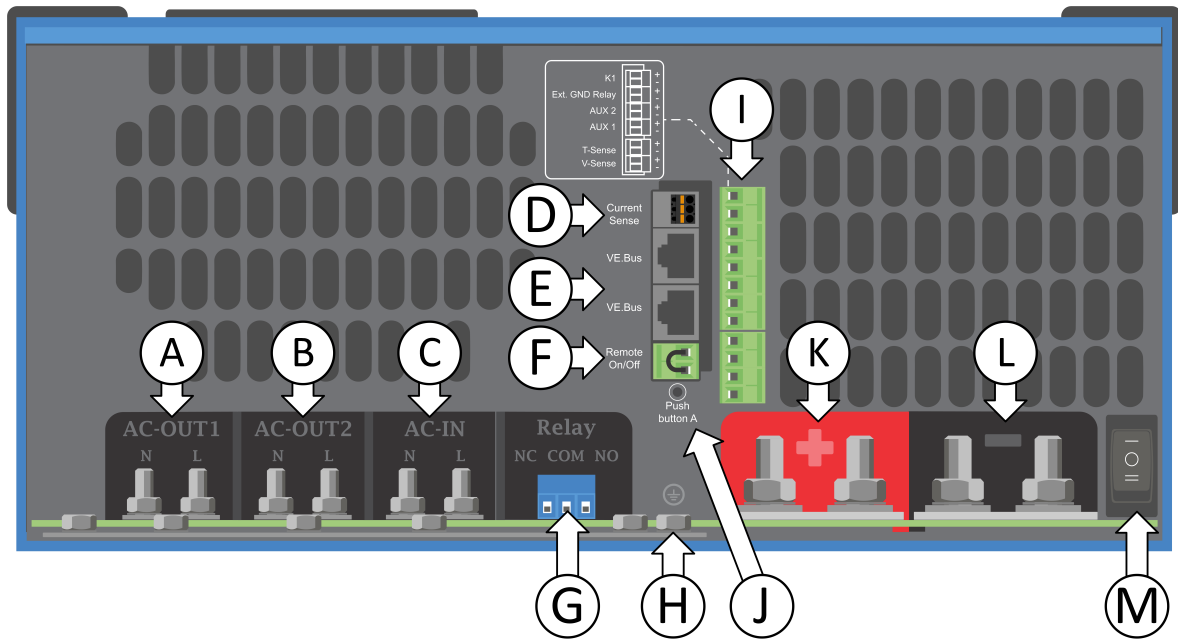 K1 + -
Ext. GND Relay + -
AUX 2 + -
AUX 1 + -
T-Sense + -
V-Sense + -
I
D
Current
Sense
VE.Bus
E
VE.Bus
F
Remote
On/Off
A
B
C
K
L
Push
button A
AC-OUT1
AC-OUT2
AC-IN
Relay
N L
N L
N L
NC COM NO
G
H
J
M